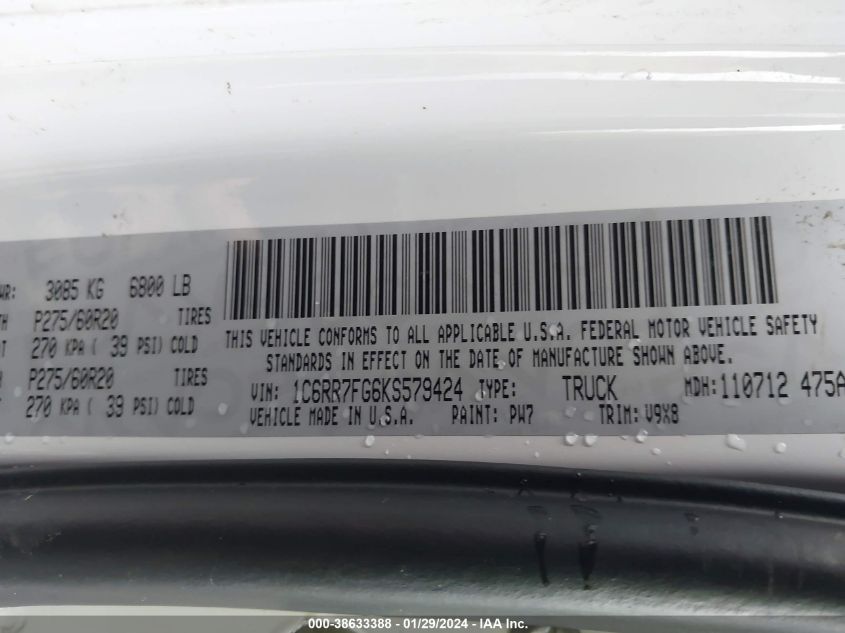 WR: 3085 KG 6800 LB
TH P275/60R20 TIRES
270 KPA ( 39 PSI) COLD
P275/60R20 TIRES
270 KPA ( 39 PSI) COLD
THIS VEHICLE CONFORMS TO ALL APPLICABLE U.S.A. FEDERAL MOTOR VEHICLE SAFETY
STANDARDS IN EFFECT ON THE DATE OF MANUFACTURE SHOWN ABOVE.
VIN: 1C6RR7FG6KS579424 TYPE: TRUCK MDH:110712 475A
VEHICLE MADE IN U.S.A. PAINT: PW7 TRIM: V9X8
000-38633388 - 01/29/2024 - IAA Inc.